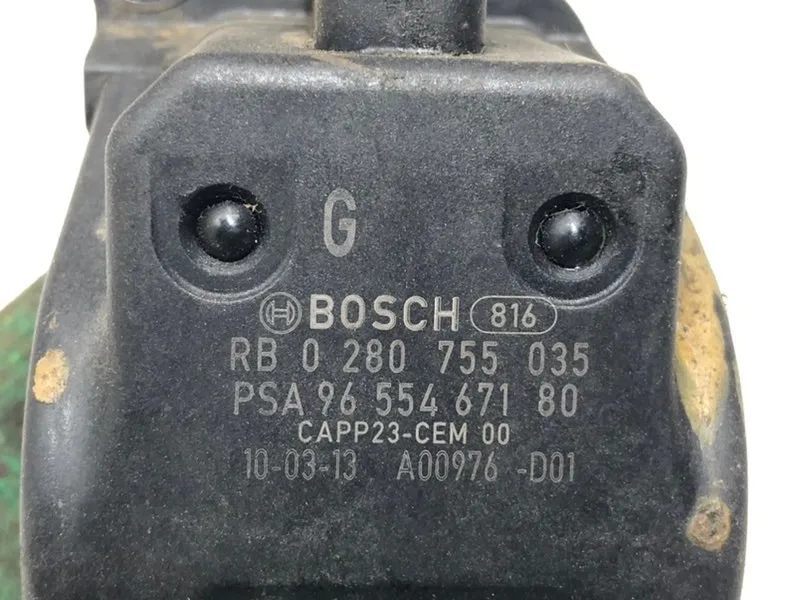 G
BOSCH 816
RB 0 280 755 035
PSA 96 554 671 80
CAPP23-CEM 00
10-03-13 A00976 -D01